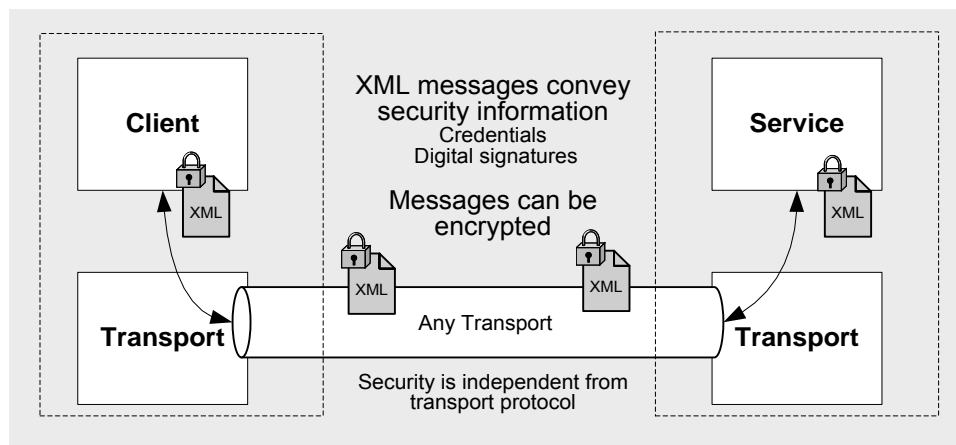 XML messages convey
security information
Credentials
Digital signatures
Client
Service
XML
XML
Messages can be
encrypted
XML
XML
Transport
Any Transport
Transport
Security is independent from
transport protocol